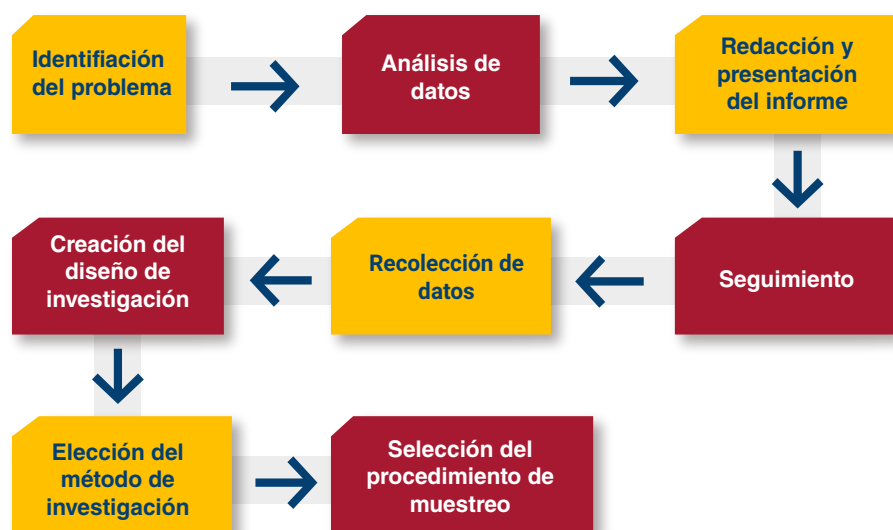 Identifiación
del problema
Análisis de
datos
Redacción y
presentación
del informe
Seguimiento
Recolección de
datos
Creación del
diseño de
investigación
Elección del
método de
investigación
Selección del
procedimiento de
muestreo